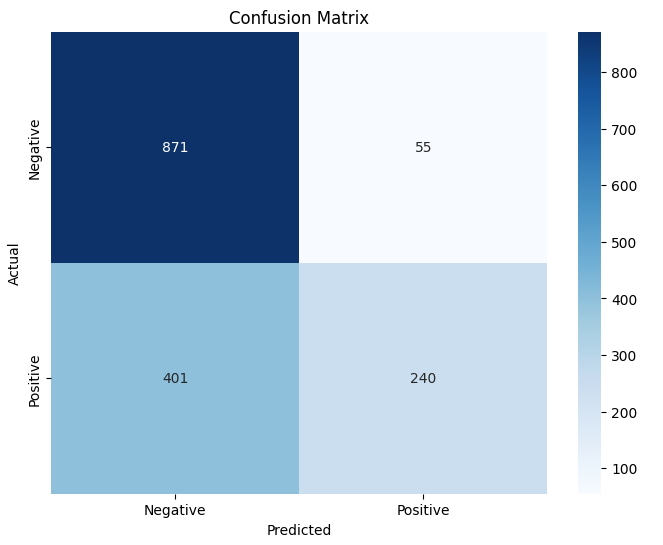 Confusion Matrix
Actual
Negative
871
55
Positive
401
240
Negative
Positive
Predicted
800
700
600
500
400
300
200
100